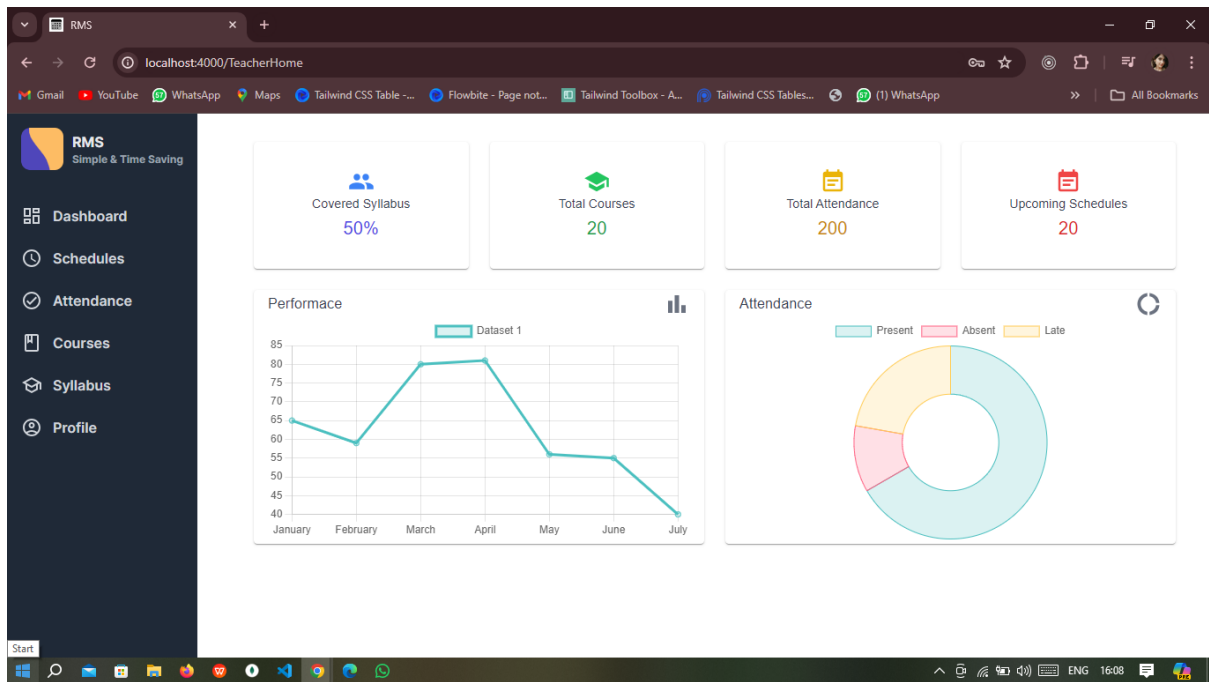 RMS
localhost:4000/TeacherHome
Gmail YouTube WhatsApp Maps Tailwind CSS Table -... Flowbite - Page not... Tailwind Toolbox - A... Tailwind CSS Tables... (1) WhatsApp All Bookmarks
RMS
Simple & Time Saving
Dashboard
Schedules
Attendance
Courses
Syllabus
Profile
Covered Syllabus
50%
Total Courses
20
Total Attendance
200
Upcoming Schedules
20
Performace
Dataset 1
85
80
75
70
65
60
55
50
45
40
January February March April May June July
Attendance
Present Absent Late
Start
ENG 16:08